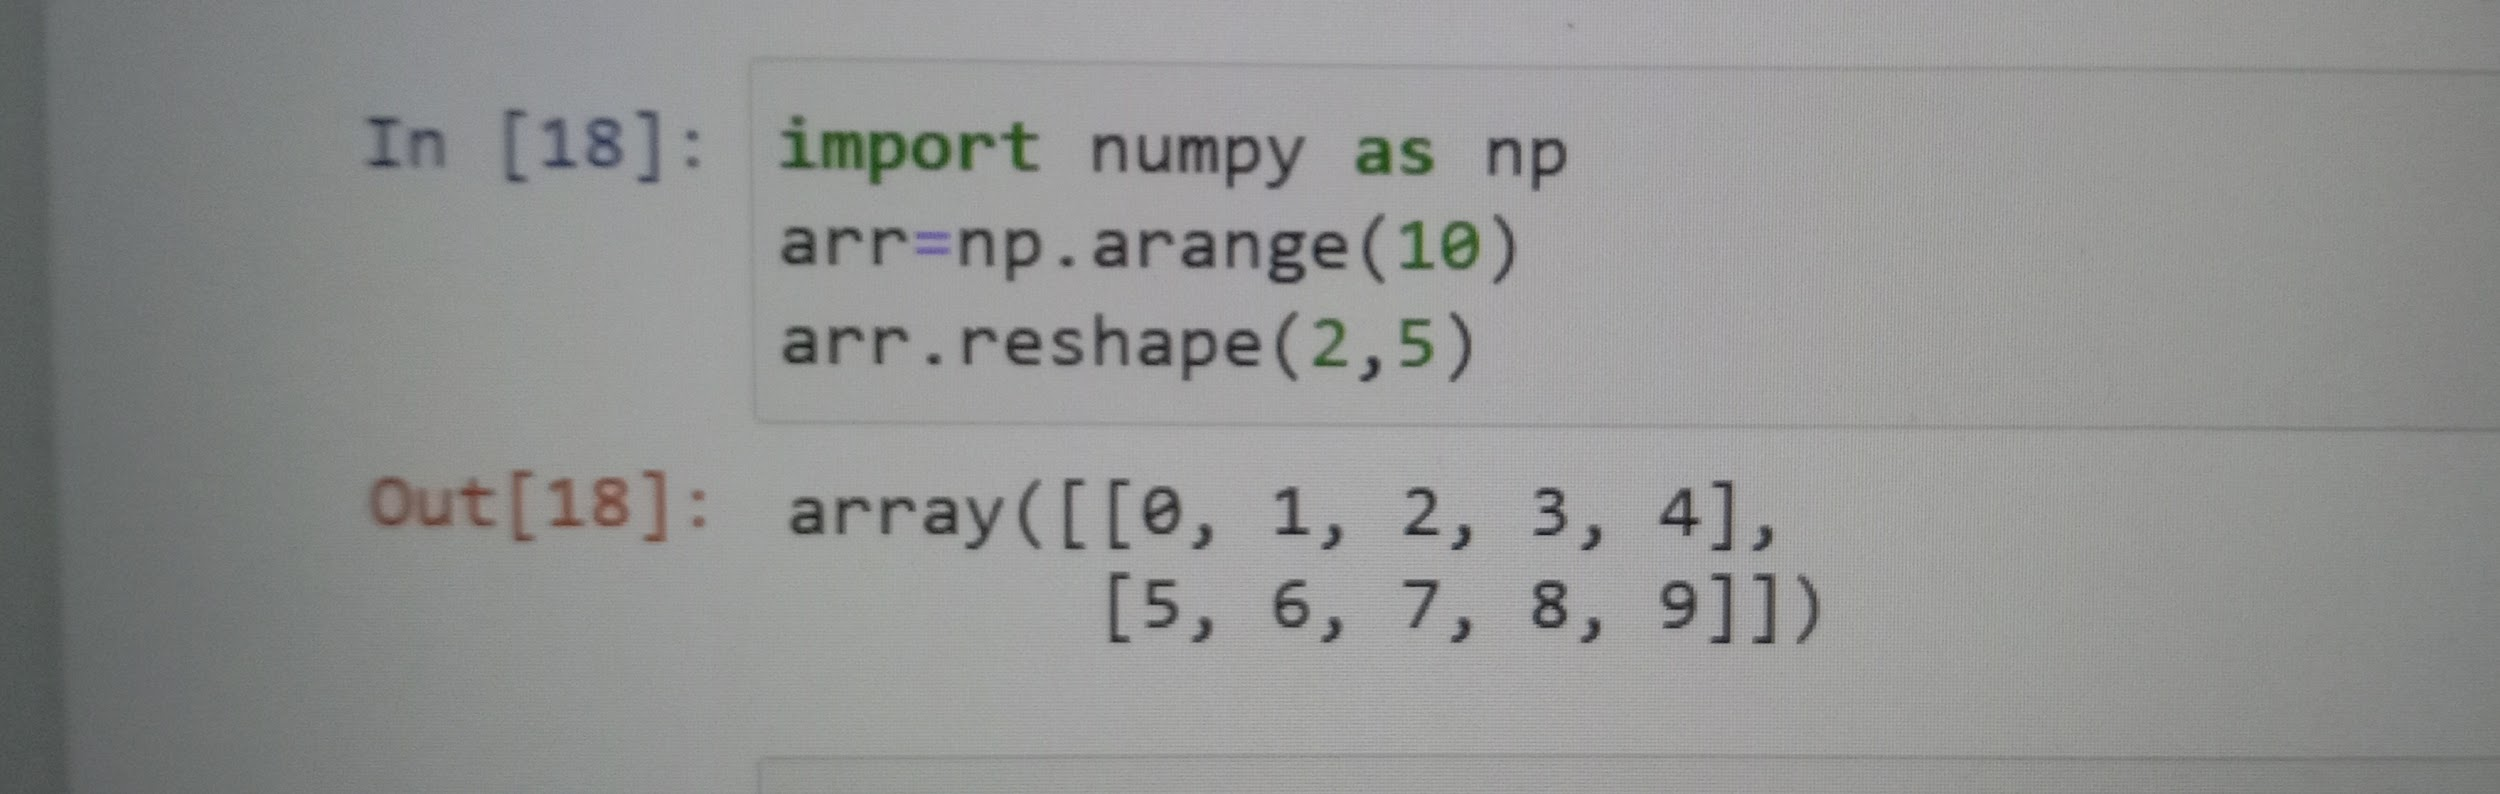 In [18]: import numpy as np
arr=np.arange(10)
arr.reshape(2,5)
Out[18]: array([[0, 1, 2, 3, 4],
[5, 6, 7, 8, 9]])